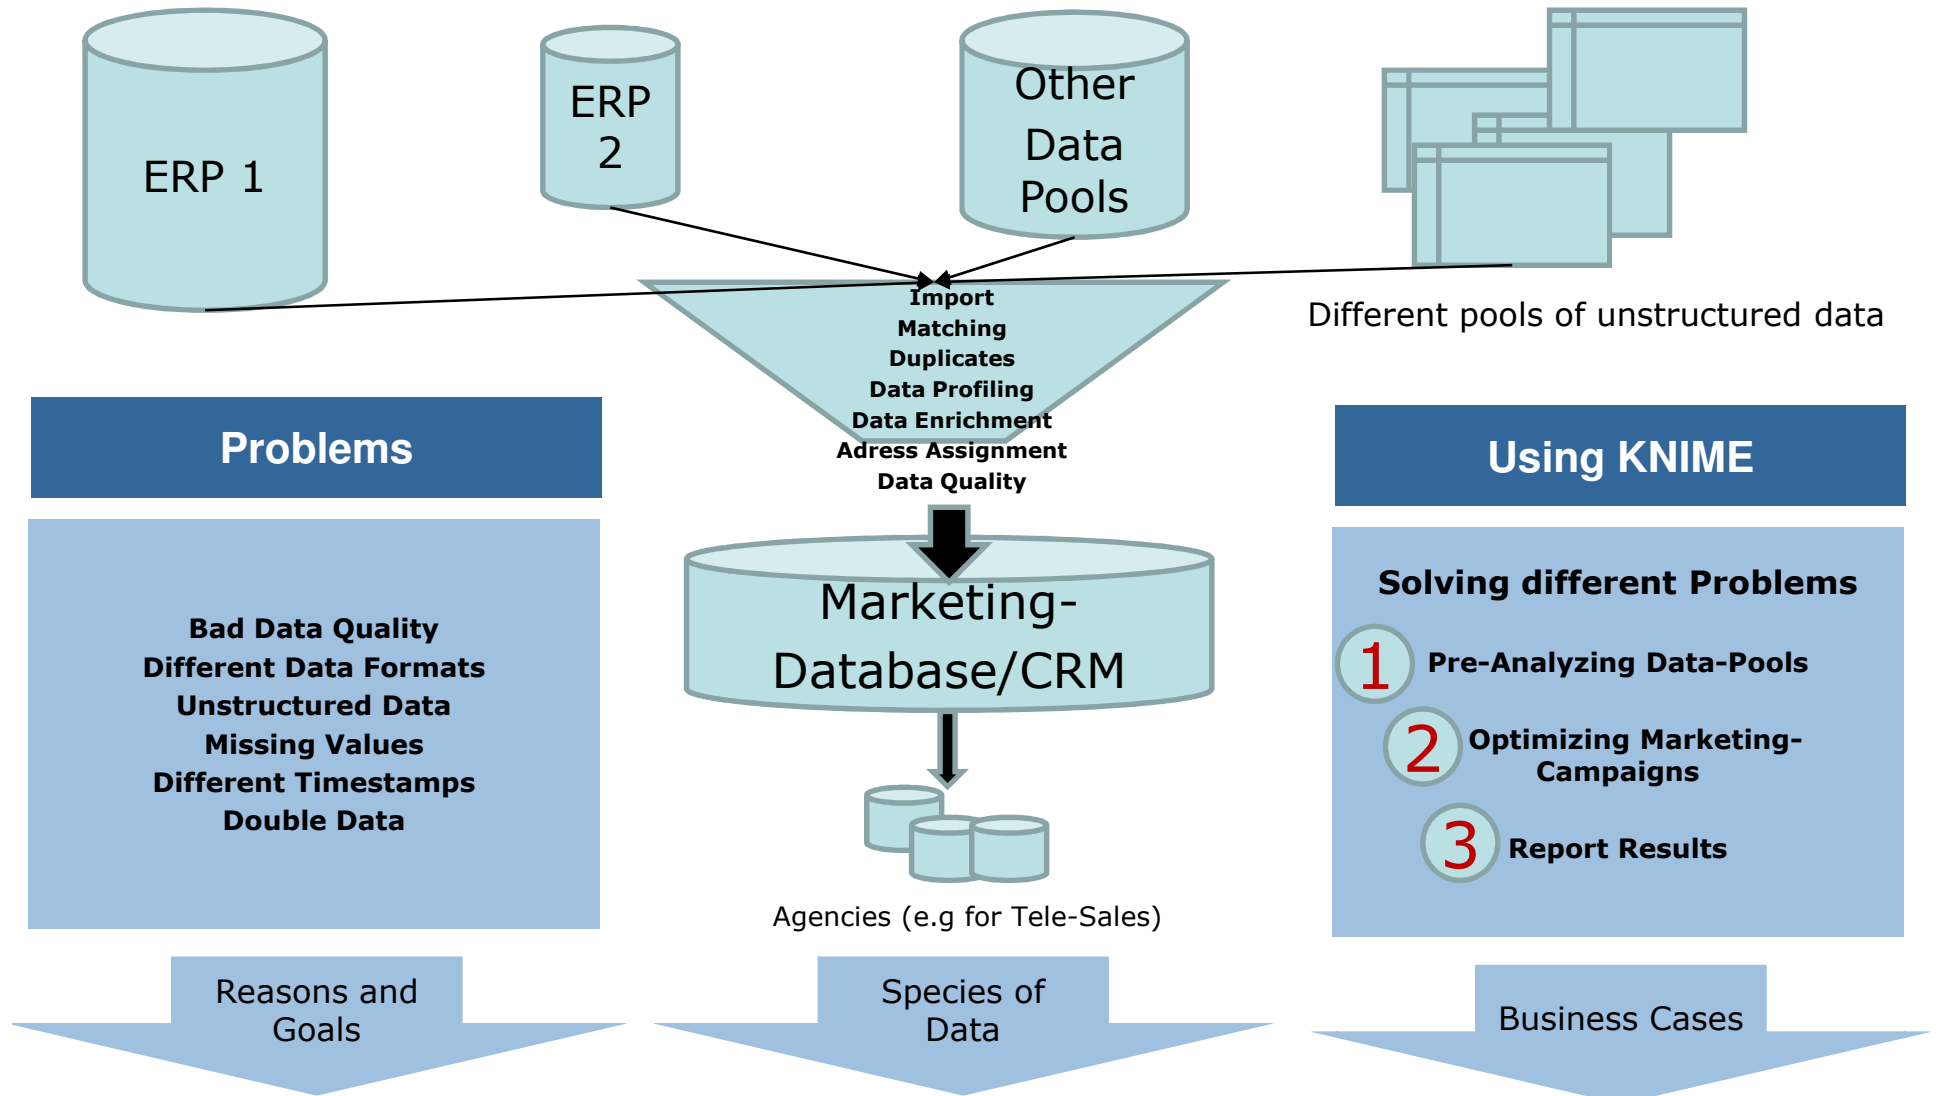 ERP 1
ERP
2
Other
Data
Pools
Different pools of unstructured data
Import
Matching
Duplicates
Data Profiling
Data Enrichment
Adress Assignment
Data Quality
Problems
Bad Data Quality
Different Data Formats
Unstructured Data
Missing Values
Different Timestamps
Double Data
Marketing-
Database/CRM
Agencies (e.g for Tele-Sales)
Using KNIME
Solving different Problems
1 Pre-Analyzing Data-Pools
2 Optimizing Marketing-
Campaigns
3 Report Results
Reasons and
Goals
Species of
Data
Business Cases